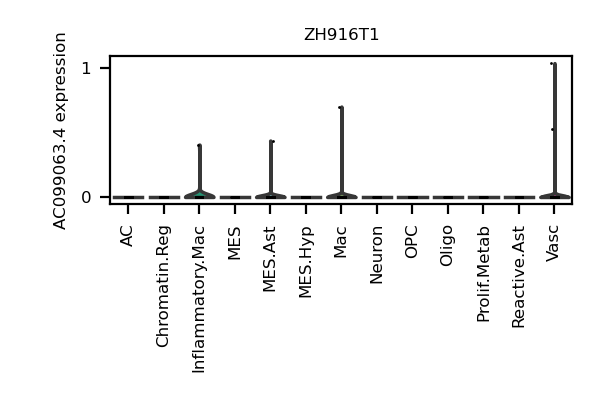 ZH916T1
AC099063.4 expression
1
0
AC
Chromatin.Reg
Inflammatory.Mac
MES
MES.Ast
MES.Hyp
Mac
Neuron
OPC
Oligo
Prolif.Metab
Reactive.Ast
Vasc